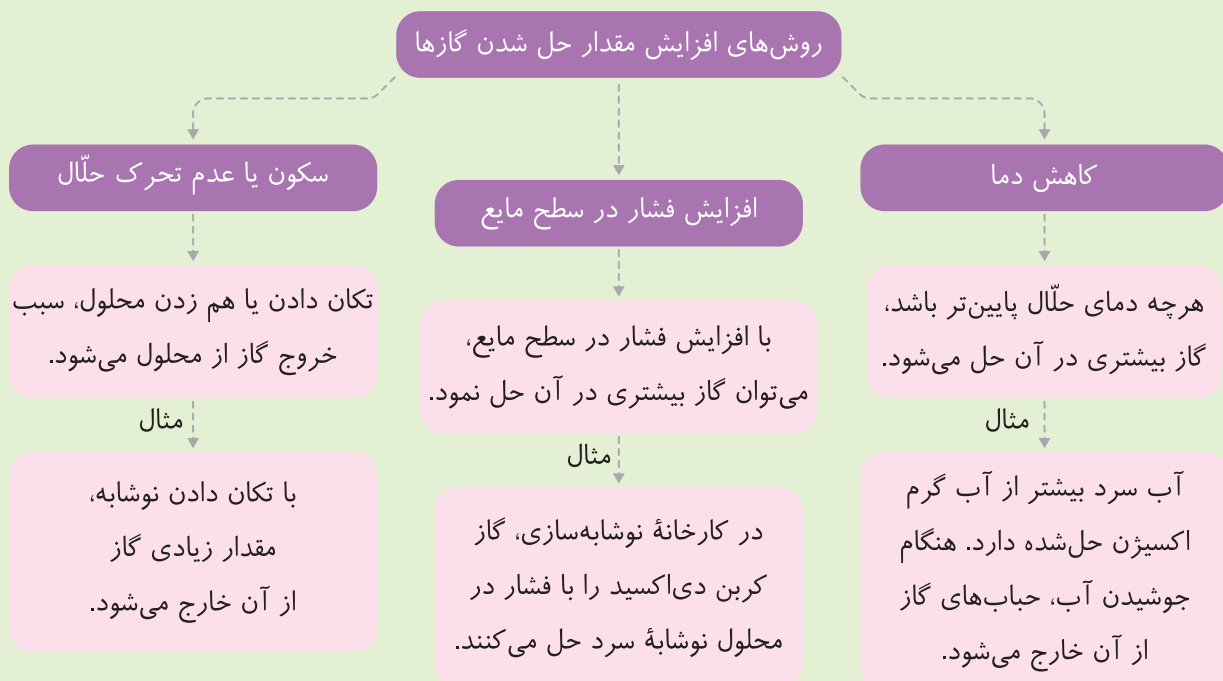 روش‌های افزایش مقدار حل شدن گازها
کاهش دما
هرچه دمای حلّال پایین‌تر باشد،
گاز بیشتری در آن حل می‌شود.
مثال
آب سرد بیشتر از آب گرم
اکسیژن حل‌شده دارد. هنگام
جوشیدن آب، حباب‌های گاز
از آن خارج می‌شود.
افزایش فشار در سطح مایع
با افزایش فشار در سطح مایع،
می‌توان گاز بیشتری در آن حل نمود.
مثال
در کارخانهٔ نوشابه‌سازی، گاز
کربن دی‌اکسید را با فشار در
محلول نوشابهٔ سرد حل می‌کنند.
سکون یا عدم تحرک حلّال
تکان دادن یا هم زدن محلول، سبب
خروج گاز از محلول می‌شود.
مثال
با تکان دادن نوشابه،
مقدار زیادی گاز
از آن خارج می‌شود.